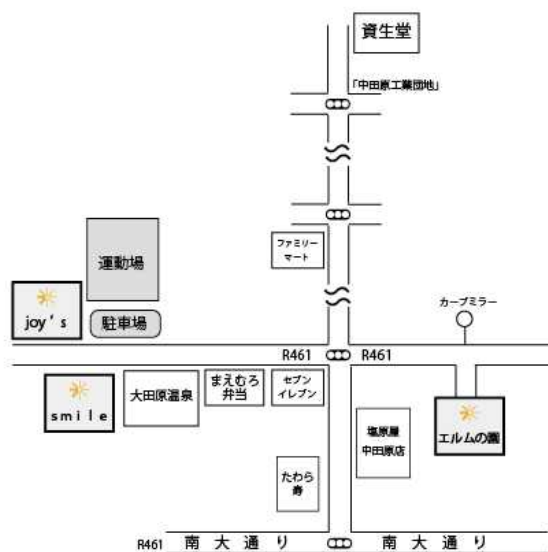 資生堂
「中田原工業団地」
ファミリー
マート
運動場
joy's
駐車場
カーブミラー
R461
R461
smile
大田原温泉
まえむろ
弁当
セブン
イレブン
塩原屋
中田原店
エルムの園
たわら
寿
R461
南大通り
南大通り